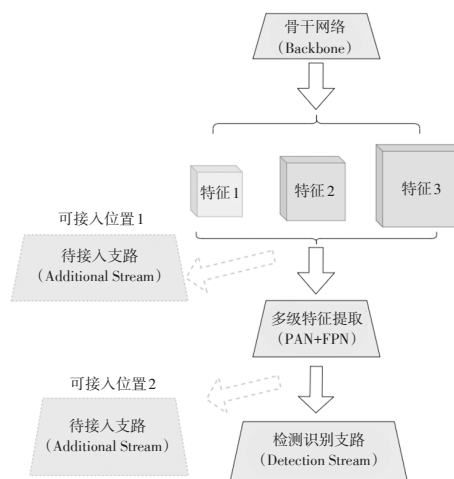 骨干网络
（Backbone）
特征1
特征2
特征3
可接入位置1
待接入支路
（Additional Stream）
多级特征提取
（PAN+FPN）
可接入位置2
待接入支路
（Additional Stream）
检测识别支路
（Detection Stream）